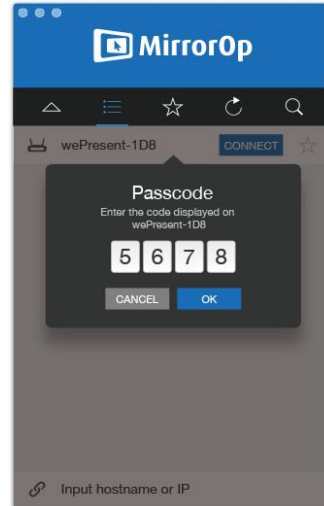 MirrorOp
wePresent-1D8
CONNECT
Passcode
Enter the code displayed on
wePresent-1D8
5 6 7 8
CANCEL
OK
Input hostname or IP